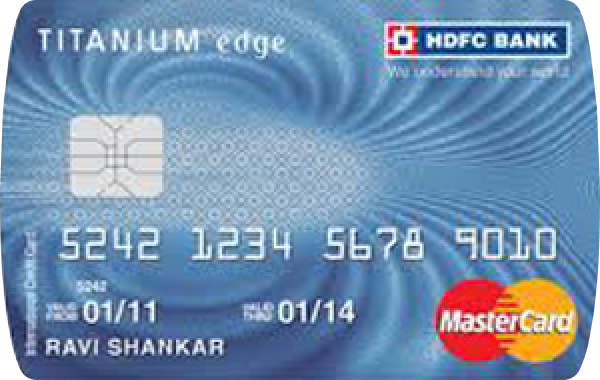 TITANIUM edge
HDFC BANK
We understand your world
5242 1234 5678 9010
5242
VALID FROM 01/11 VALID THRU 01/14
RAVI SHANKAR
MasterCard
International Credit Card